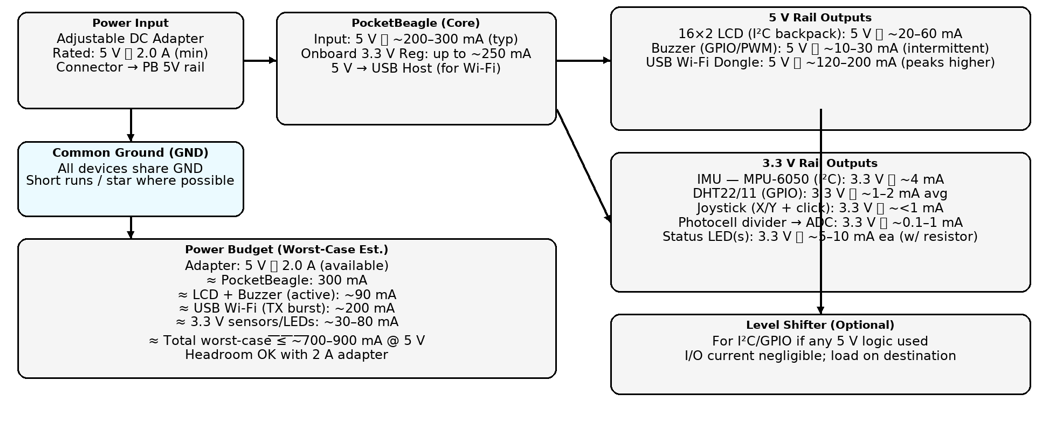 Power Input
Adjustable DC Adapter
Rated: 5 V ▯ 2.0 A (min)
Connector → PB 5V rail
PocketBeagle (Core)
Input: 5 V ▯ ~200–300 mA (typ)
Onboard 3.3 V Reg: up to ~250 mA
5 V → USB Host (for Wi-Fi)
5 V Rail Outputs
16×2 LCD (I²C backpack): 5 V ▯ ~20–60 mA
Buzzer (GPIO/PWM): 5 V ▯ ~10–30 mA (intermittent)
USB Wi-Fi Dongle: 5 V ▯ ~120–200 mA (peaks higher)
Common Ground (GND)
All devices share GND
Short runs / star where possible
3.3 V Rail Outputs
IMU — MPU-6050 (I²C): 3.3 V ▯ ~4 mA
DHT22/11 (GPIO): 3.3 V ▯ ~1–2 mA avg
Joystick (X/Y + click): 3.3 V ▯ ~<1 mA
Photocell divider → ADC: 3.3 V ▯ ~0.1–1 mA
Status LED(s): 3.3 V ▯ ~5–10 mA ea (w/ resistor)
Power Budget (Worst-Case Est.)
Adapter: 5 V ▯ 2.0 A (available)
≈ PocketBeagle: 300 mA
≈ LCD + Buzzer (active): ~90 mA
≈ USB Wi-Fi (TX burst): ~200 mA
≈ 3.3 V sensors/LEDs: ~30–80 mA
≈ Total worst-case ≤ ~700–900 mA @ 5 V
Headroom OK with 2 A adapter
Level Shifter (Optional)
For I²C/GPIO if any 5 V logic used
I/O current negligible; load on destination